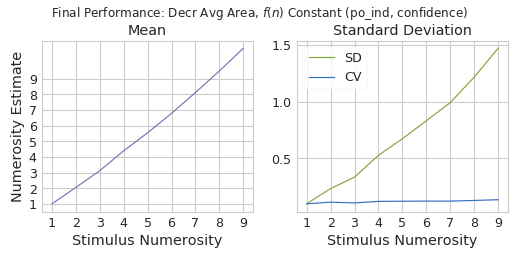 Final Performance: Decr Avg Area, f(n) Constant (po_ind, confidence)
Mean
Standard Deviation
Numerosity Estimate
9
8
7
6
5
4
3
2
1
1 2 3 4 5 6 7 8 9
Stimulus Numerosity
1.5
1.0
0.5
SD
CV
1 2 3 4 5 6 7 8 9
Stimulus Numerosity